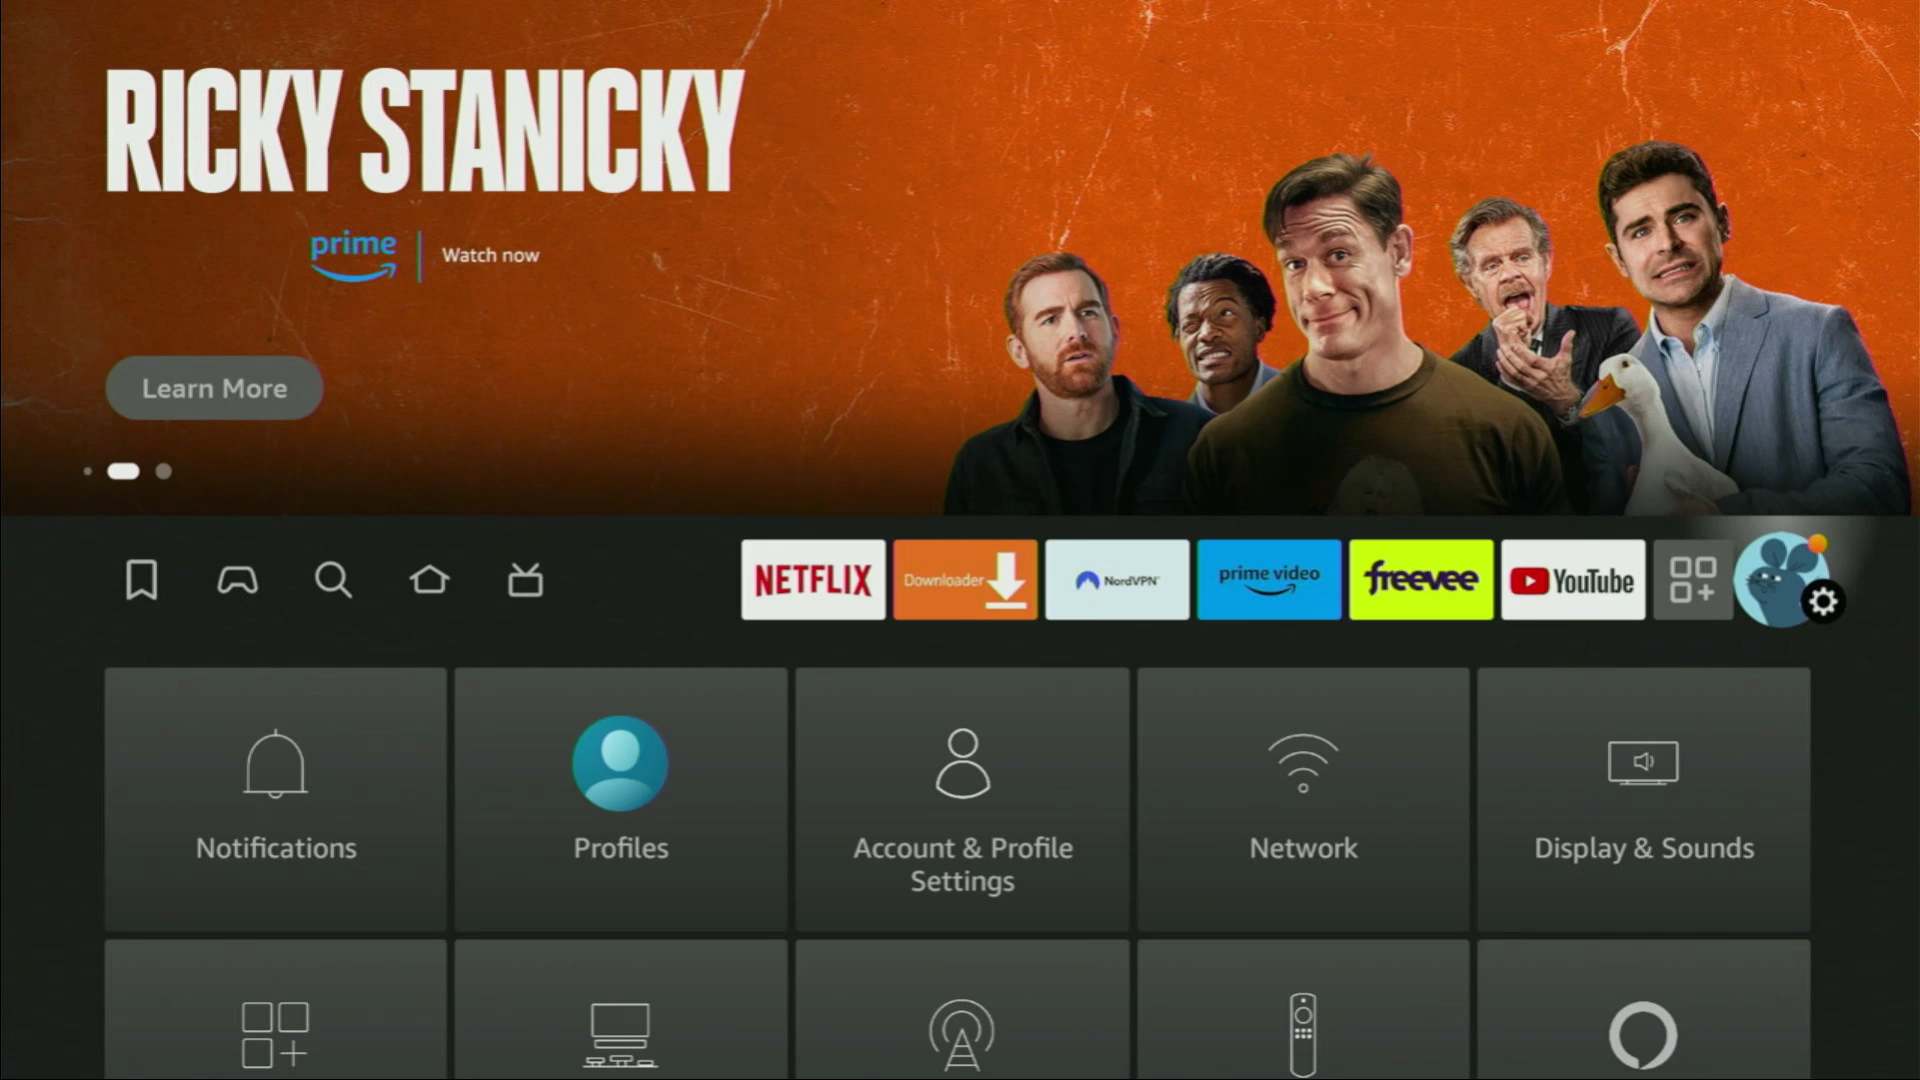 RICKY STANICKY
prime
Watch now
Learn More
NETFLIX
Downloader
NordVPN
prime video
freevee
YouTube
Notifications
Profiles
Account & Profile
Settings
Network
Display & Sounds